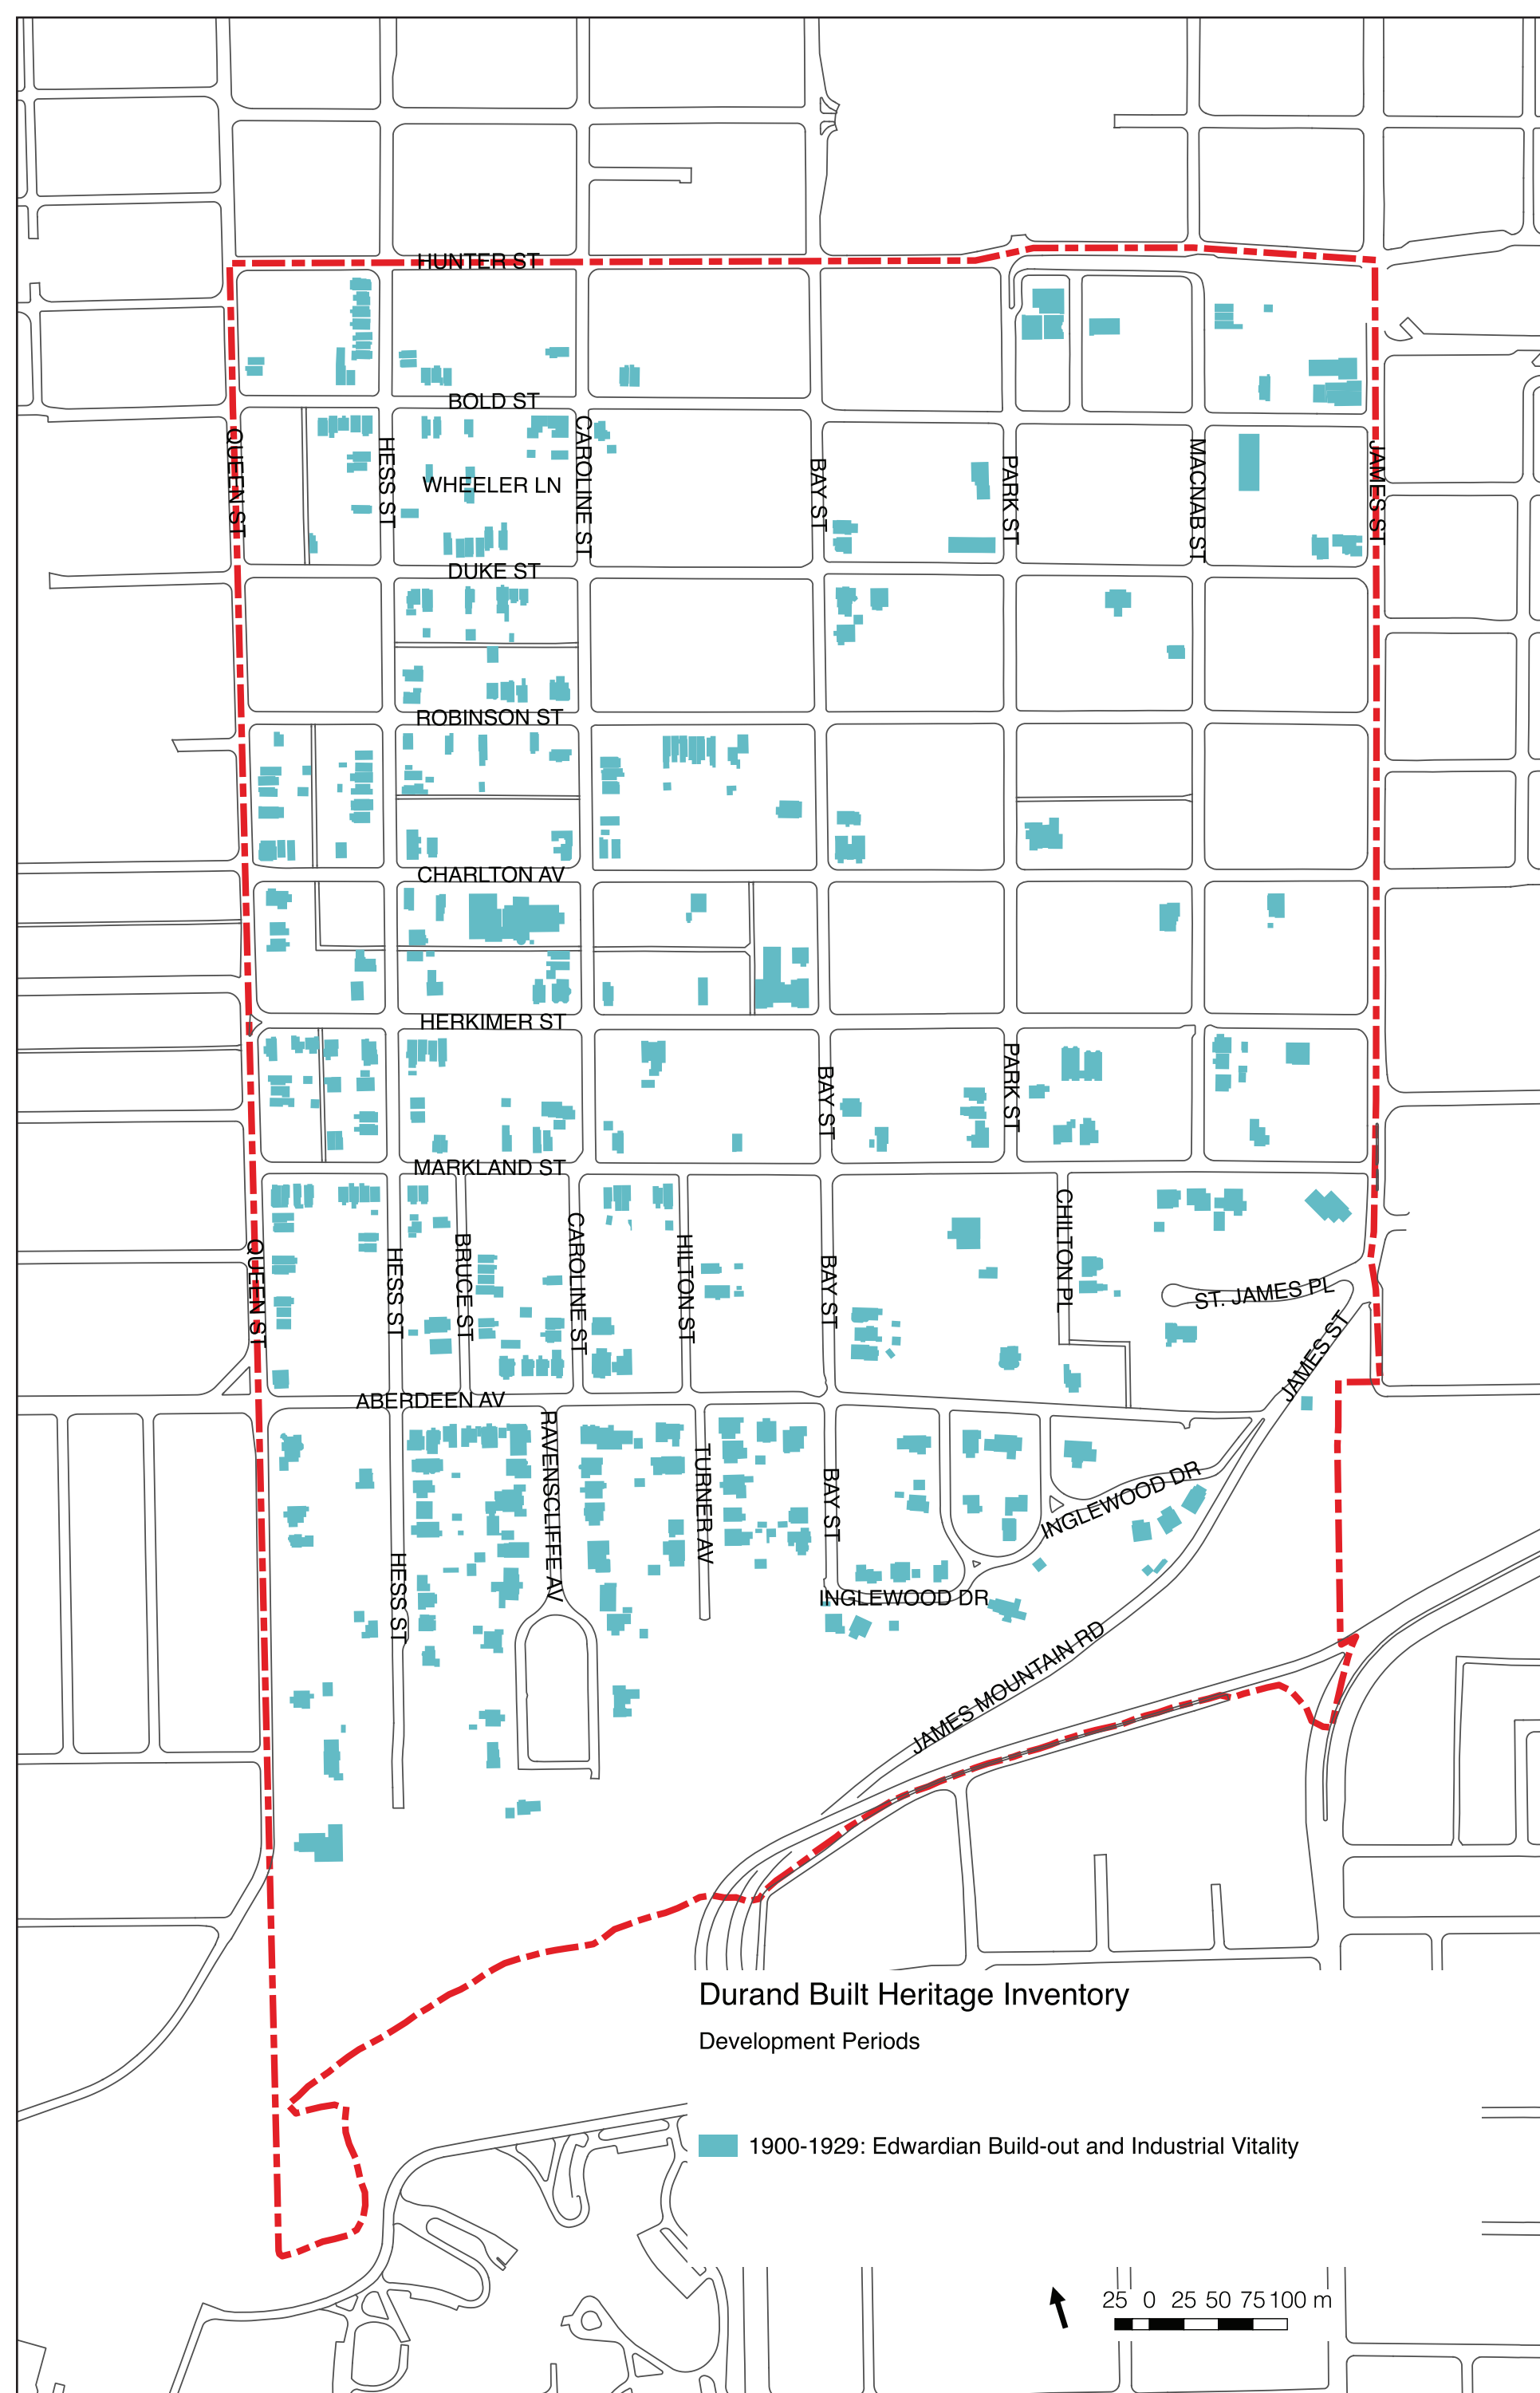 HUNTER ST
BOLD ST
QUEEN ST
HESS ST
WHEELER LN
CAROLINE ST
BAY ST
PARK ST
MACNAB ST
JAMES ST
DUKE ST
ROBINSON ST
CHARLTON AV
HERKIMER ST
BAY ST
PARK ST
MARKLAND ST
QUEEN ST
HESS ST
BRUCE ST
CAROLINE ST
HILTON ST
BAY ST
CHILTON PL
ST. JAMES PL
JAMES ST
ABERDEEN AV
HESS ST
RAVENSCLIFFE AV
TURNER AV
BAY ST
INGLEWOOD DR
INGLEWOOD DR
JAMES MOUNTAIN RD
Durand Built Heritage Inventory
Development Periods
1900-1929: Edwardian Build-out and Industrial Vitality
25 0 25 50 75 100 m